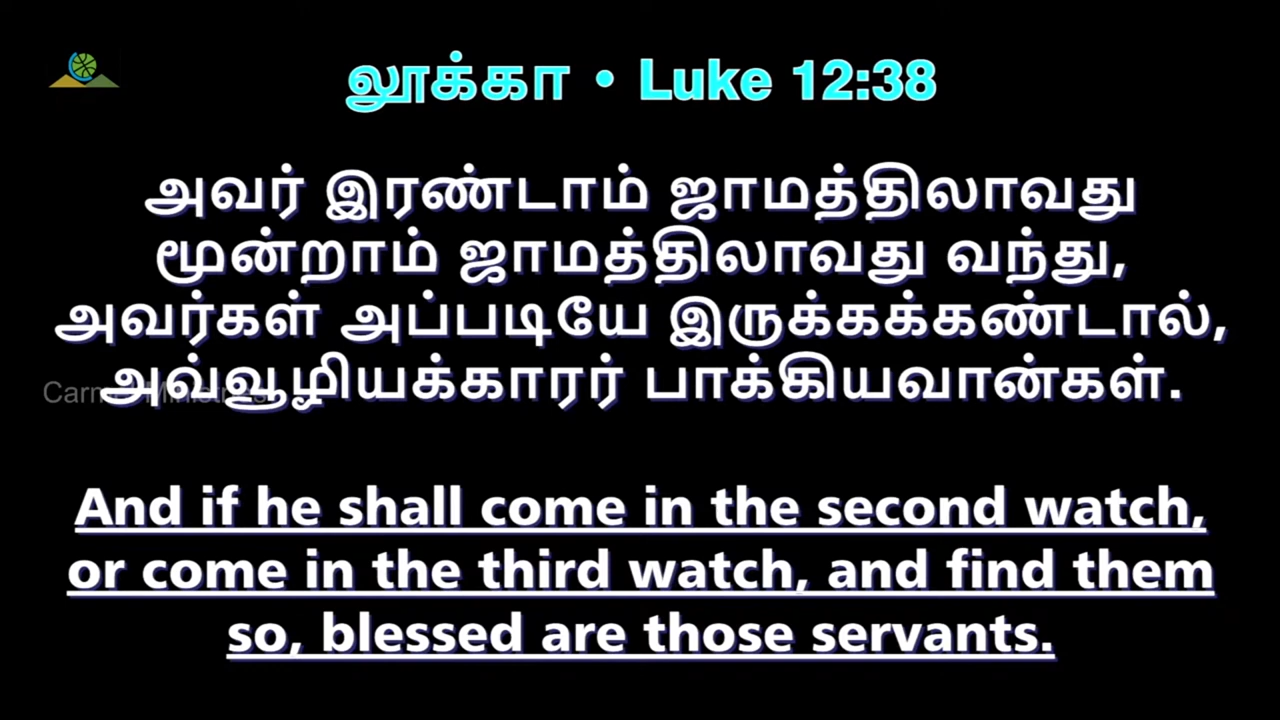 லூக்கா • Luke 12:38
அவர் இரண்டாம் ஜாமத்திலாவது
மூன்றாம் ஜாமத்திலாவது வந்து,
அவர்கள் அப்படியே இருக்கக்கண்டால்,
அவ்வூழியக்காரர் பாக்கியவான்கள்.
And if he shall come in the second watch,
or come in the third watch, and find them
so, blessed are those servants.